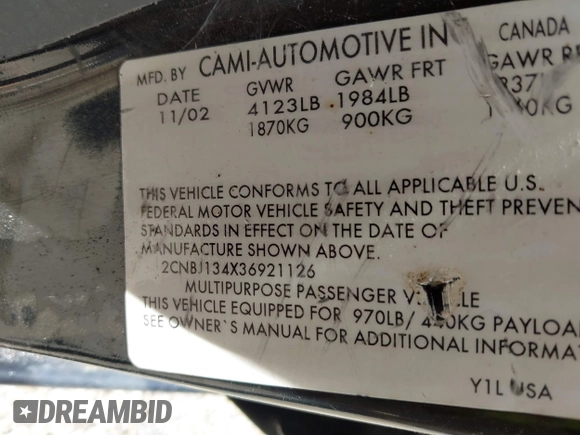 MFD. BY CAMI-AUTOMOTIVE IN CANADA
DATE GVWR GAWR FRT GAWR
11/02 4123LB 1984LB
1870KG 900KG
THIS VEHICLE CONFORMS TO ALL APPLICABLE U.S.
FEDERAL MOTOR VEHICLE SAFETY AND THEFT PREVEN
STANDARDS IN EFFECT ON THE DATE OF
MANUFACTURE SHOWN ABOVE.
2CNBJ134X36921126
MULTIPURPOSE PASSENGER
THIS VEHICLE EQUIPPED FOR 970LB/ PAYLOA
SEE OWNER'S MANUAL FOR ADDITIONAL INFORMAT
Y1L USA
DREAMBID